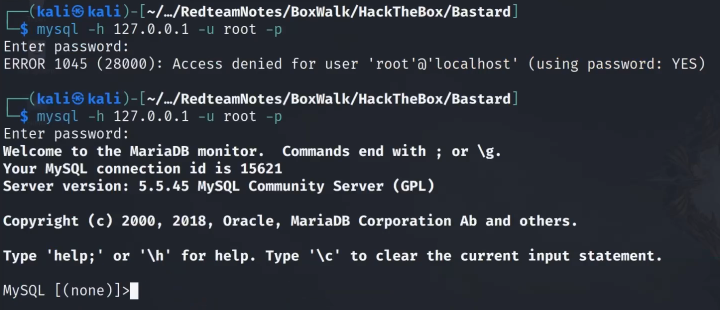 ┌──(kali㉿kali)-[~/…/RedteamNotes/BoxWalk/HackTheBox/Bastard]
└─$ mysql -h 127.0.0.1 -u root -p
Enter password:
ERROR 1045 (28000): Access denied for user 'root'@'localhost' (using password: YES)
┌──(kali㉿kali)-[~/…/RedteamNotes/BoxWalk/HackTheBox/Bastard]
└─$ mysql -h 127.0.0.1 -u root -p
Enter password:
Welcome to the MariaDB monitor.  Commands end with ; or \g.
Your MySQL connection id is 15621
Server version: 5.5.45 MySQL Community Server (GPL)
Copyright (c) 2000, 2018, Oracle, MariaDB Corporation Ab and others.
Type 'help;' or '\h' for help. Type '\c' to clear the current input statement.
MySQL [(none)]>